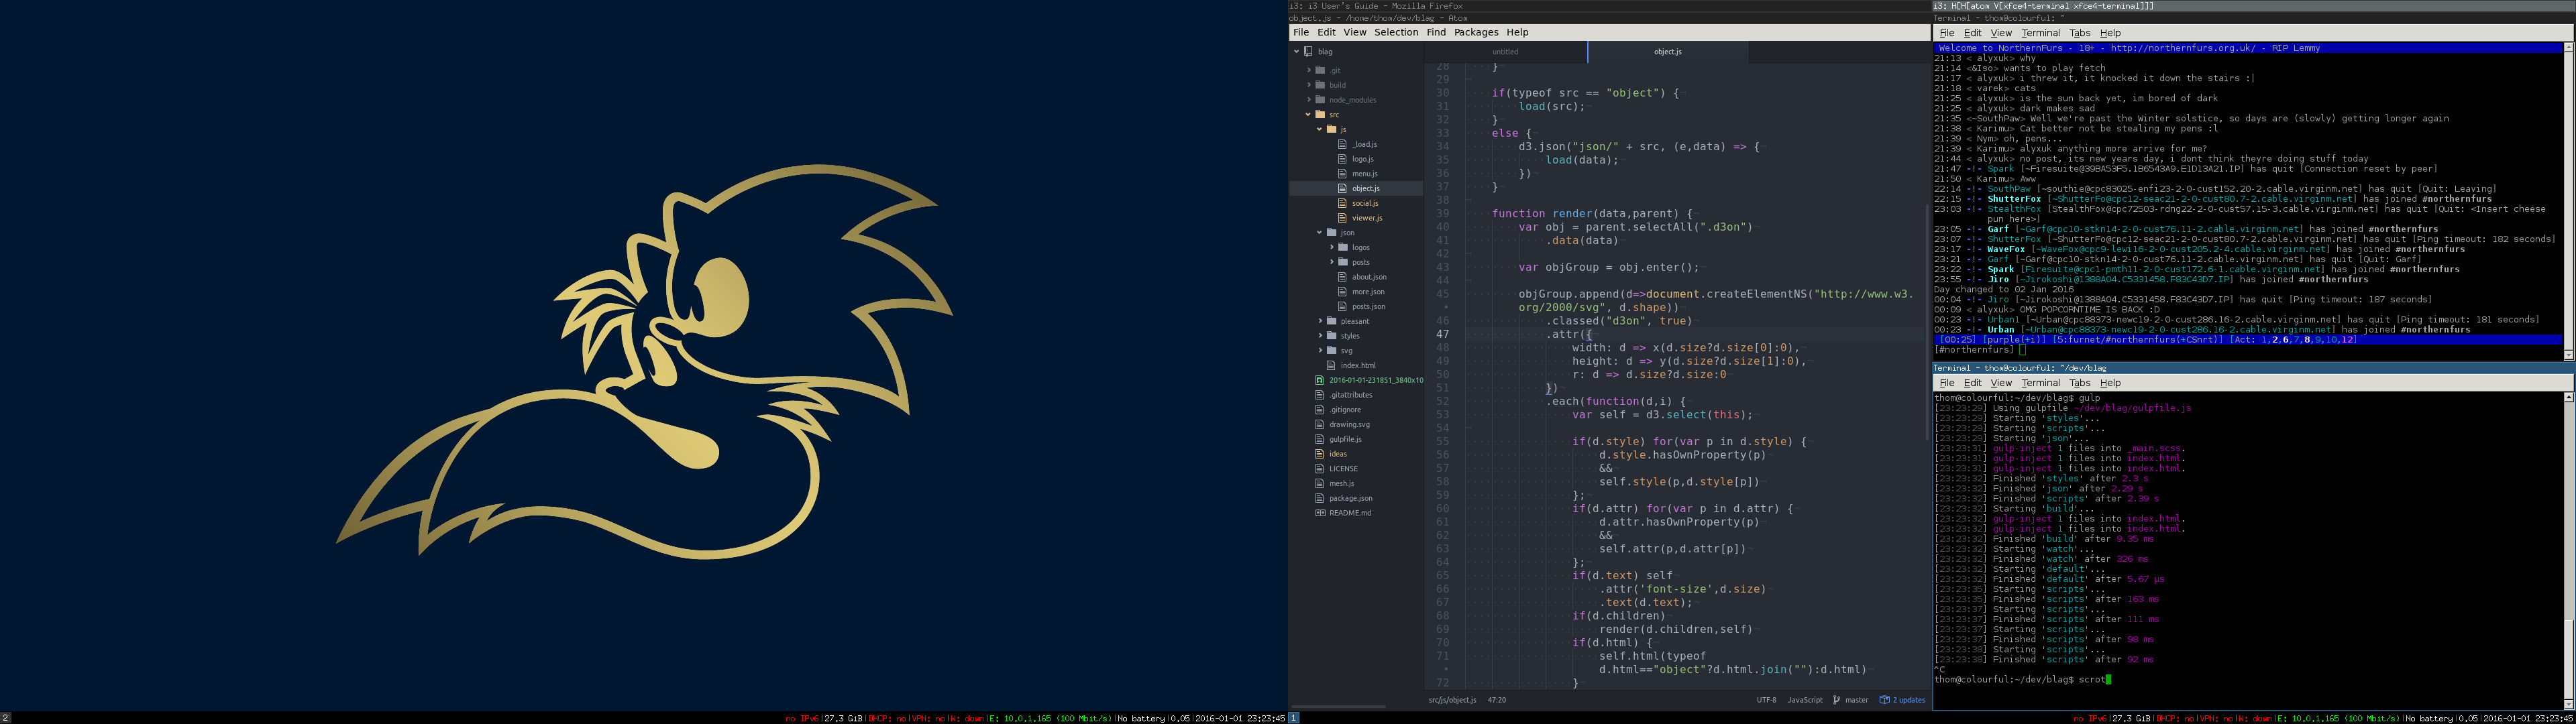 i3: i3 User's Guide - Mozilla Firefox
object.js - /home/thom/dev/blag - Atom
File Edit View Selection Find Packages Help
blag
.git
build
node_modules
src
js
_load.js
logo.js
menu.js
object.js
social.js
viewer.js
json
logos
posts
about.json
more.json
posts.json
pleasant
styles
svg
index.html
2016-01-01-231851_3840x10
.gitattributes
.gitignore
drawing.svg
gulpfile.js
ideas
LICENSE
mesh.js
package.json
README.md
untitled
object.js
28 }
29
30 if(typeof src == "object") {
31 load(src);
32 }
33 else {
34 d3.json("json/" + src, (e,data) => {
35 load(data);
36 })
37 }
38
39 function render(data,parent) {
40 var obj = parent.selectAll(".d3on")
41 .data(data)
42
43 var objGroup = obj.enter();
44
45 objGroup.append(d=>document.createElementNS("http://www.w3.
• org/2000/svg", d.shape))
46 .classed("d3on", true)
47 .attr({
48 width: d => x(d.size?d.size[0]:0),
49 height: d => y(d.size?d.size[1]:0),
50 r: d => d.size?d.size:0
51 })
52 .each(function(d,i) {
53 var self = d3.select(this);
54
55 if(d.style) for(var p in d.style) {
56 d.style.hasOwnProperty(p)
57 &&
58 self.style(p,d.style[p])
59 };
60 if(d.attr) for(var p in d.attr) {
61 d.attr.hasOwnProperty(p)
62 &&
63 self.attr(p,d.attr[p])
64 };
65 if(d.text) self
66 .attr('font-size',d.size)
67 .text(d.text);
68 if(d.children)
69 render(d.children,self)
70 if(d.html) {
71 self.html(typeof
• d.html=="object"?d.html.join(""):d.html)
72 }
src/js/object.js 47:20 UTF-8 JavaScript master 2 updates
i3: H[H[atom V[xfce4-terminal xfce4-terminal]]]
Terminal - thom@colourful: ~
File Edit View Terminal Tabs Help
Welcome to NorthernFurs - 18+ - http://northernfurs.org.uk/ - RIP Lemmy
21:13 < alyxuk> why
21:14 <&Iso> wants to play fetch
21:17 < alyxuk> i threw it, it knocked it down the stairs :|
21:18 < varek> cats
21:25 < alyxuk> is the sun back yet, im bored of dark
21:25 < alyxuk> dark makes sad
21:35 <~SouthPaw> Well we're past the Winter solstice, so days are (slowly) getting longer again
21:38 < Karimu> Cat better not be stealing my pens :l
21:39 < Nym> oh, pens...
21:39 < Karimu> alyxuk anything more arrive for me?
21:44 < alyxuk> no post, its new years day, i dont think theyre doing stuff today
21:47 -!- Spark [~Firesuite@39BA53F5.1B6543A9.E1D13A21.IP] has quit [Connection reset by peer]
21:50 < Karimu> Aww
22:14 -!- SouthPaw [~southie@cpc83025-enfi23-2-0-cust152.20-2.cable.virginm.net] has quit [Quit: Leaving]
22:15 -!- ShutterFox [~ShutterFo@cpc12-seac21-2-0-cust80.7-2.cable.virginm.net] has joined #northernfurs
23:03 -!- StealthFox [StealthFox@cpc72503-rdng22-2-0-cust57.15-3.cable.virginm.net] has quit [Quit: <Insert cheese
pun here>]
23:05 -!- Garf [~Garf@cpc10-stkn14-2-0-cust76.11-2.cable.virginm.net] has joined #northernfurs
23:07 -!- ShutterFox [~ShutterFo@cpc12-seac21-2-0-cust80.7-2.cable.virginm.net] has quit [Ping timeout: 182 seconds]
23:17 -!- WaveFox [~WaveFox@cpc9-lewi16-2-0-cust205.2-4.cable.virginm.net] has joined #northernfurs
23:21 -!- Garf [~Garf@cpc10-stkn14-2-0-cust76.11-2.cable.virginm.net] has quit [Quit: Garf]
23:22 -!- Spark [Firesuite@cpc1-pmth11-2-0-cust172.6-1.cable.virginm.net] has joined #northernfurs
23:55 -!- Jiro [~Jirokoshi@1388A04.C5331458.F83C43D7.IP] has joined #northernfurs
Day changed to 02 Jan 2016
00:04 -!- Jiro [~Jirokoshi@1388A04.C5331458.F83C43D7.IP] has quit [Ping timeout: 187 seconds]
00:09 < alyxuk> OMG POPCORNTIME IS BACK :D
00:23 -!- Urban1 [~Urban@cpc88373-newc19-2-0-cust286.16-2.cable.virginm.net] has quit [Ping timeout: 181 seconds]
00:23 -!- Urban [~Urban@cpc88373-newc19-2-0-cust286.16-2.cable.virginm.net] has joined #northernfurs
[00:25] [purple(+i)] [5:furnet/#northernfurs(+CSnrt)] [Act: 1,2,6,7,8,9,10,12]
[#northernfurs]
Terminal - thom@colourful: ~/dev/blag
File Edit View Terminal Tabs Help
thom@colourful:~/dev/blag$ gulp
[23:23:29] Using gulpfile ~/dev/blag/gulpfile.js
[23:23:29] Starting 'styles'...
[23:23:29] Starting 'scripts'...
[23:23:29] Starting 'json'...
[23:23:31] gulp-inject 1 files into _main.scss.
[23:23:31] gulp-inject 1 files into index.html.
[23:23:31] gulp-inject 1 files into index.html.
[23:23:32] Finished 'styles' after 2.3 s
[23:23:32] Finished 'json' after 2.29 s
[23:23:32] Finished 'scripts' after 2.39 s
[23:23:32] Starting 'build'...
[23:23:32] gulp-inject 1 files into index.html.
[23:23:32] gulp-inject 1 files into index.html.
[23:23:32] Finished 'build' after 9.35 ms
[23:23:32] Starting 'watch'...
[23:23:32] Finished 'watch' after 326 ms
[23:23:32] Starting 'default'...
[23:23:32] Finished 'default' after 5.67 μs
[23:23:35] Starting 'scripts'...
[23:23:35] Finished 'scripts' after 163 ms
[23:23:37] Starting 'scripts'...
[23:23:37] Finished 'scripts' after 111 ms
[23:23:37] Starting 'scripts'...
[23:23:37] Finished 'scripts' after 98 ms
[23:23:38] Starting 'scripts'...
[23:23:38] Finished 'scripts' after 92 ms
^C
thom@colourful:~/dev/blag$ scrot
2 no IPv6|27.3 GiB|DHCP: no|VPN: no|W: down|E: 10.0.1.165 (100 Mbit/s)|No battery|0.05|2016-01-01 23:23:45
1 no IPv6|27.3 GiB|DHCP: no|VPN: no|W: down|E: 10.0.1.165 (100 Mbit/s)|No battery|0.05|2016-01-01 23:23:45